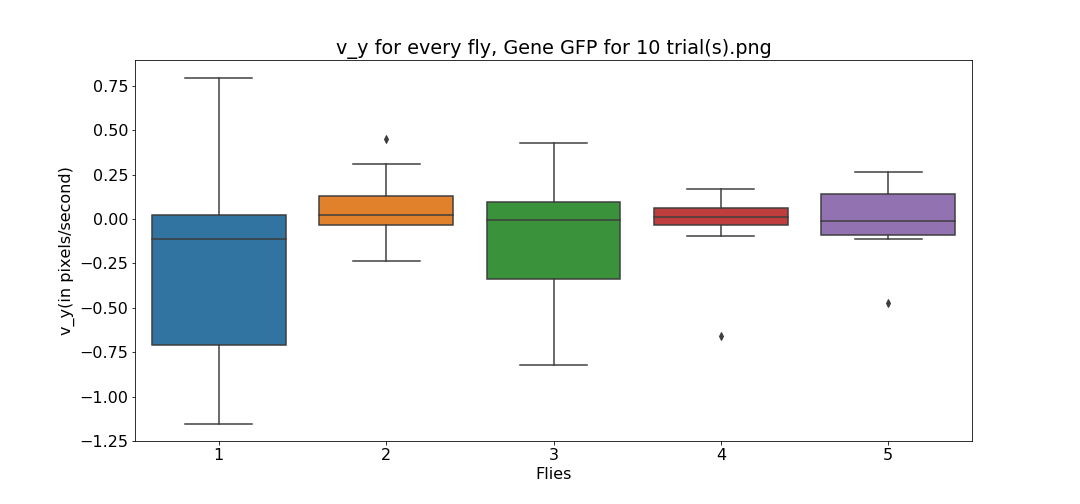 v_y for every fly, Gene GFP for 10 trial(s).png
v_y(in pixels/second)
0.75
0.50
0.25
0.00
−0.25
−0.50
−0.75
−1.00
−1.25
1 2 3 4 5
Flies